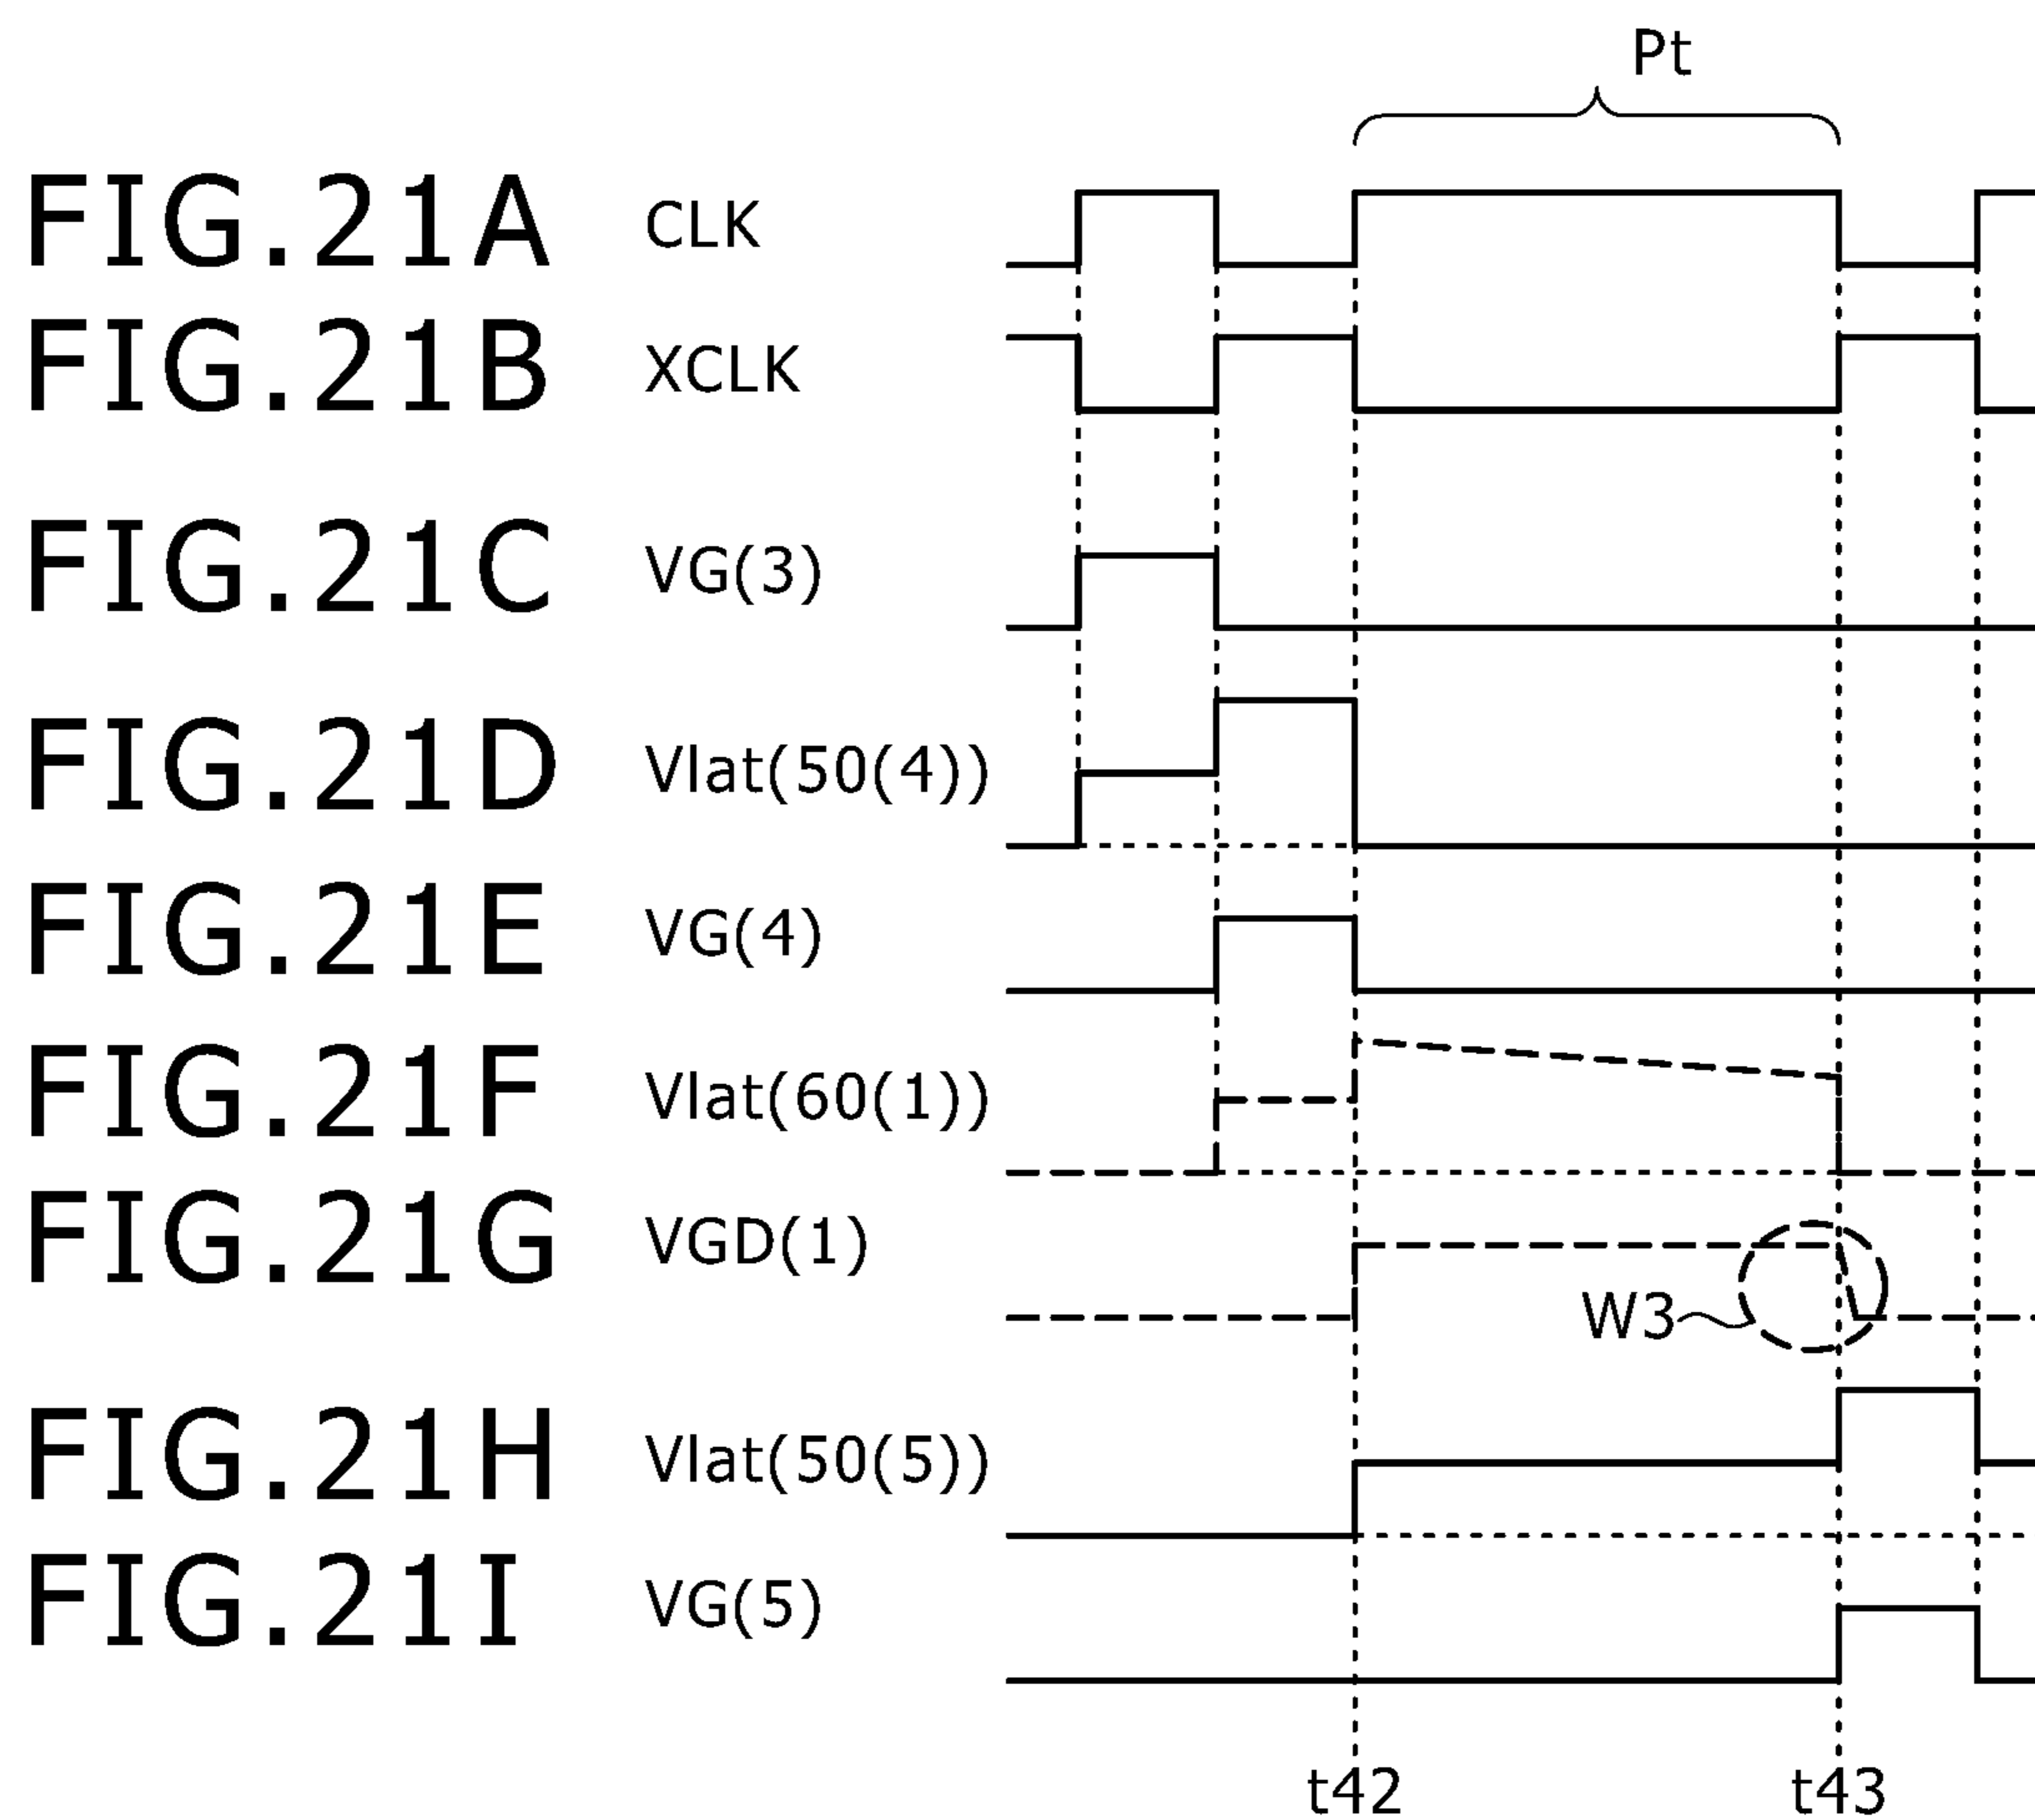 Pt
FIG.21A CLK
FIG.21B XCLK
FIG.21C VG(3)
FIG.21D Vlat(50(4))
FIG.21E VG(4)
FIG.21F Vlat(60(1))
FIG.21G VGD(1)
W3
FIG.21H Vlat(50(5))
FIG.21I VG(5)
t42 t43